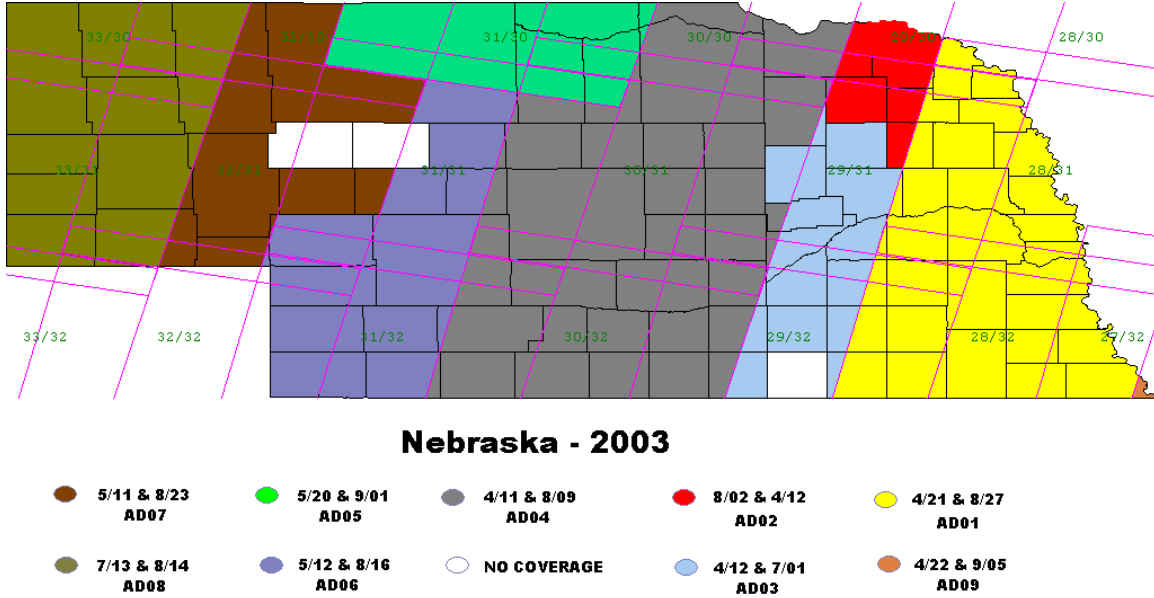 33/30 32/30 31/30 30/30 29/30 28/30
33/31 32/31 31/31 30/31 29/31 28/31
33/32 32/32 31/32 30/32 29/32 28/32 27/32
Nebraska - 2003
5/11 & 8/23 5/20 & 9/01 4/11 & 8/09 8/02 & 4/12 4/21 & 8/27
AD07 AD05 AD04 AD02 AD01
7/13 & 8/14 5/12 & 8/16 NO COVERAGE 4/12 & 7/01 4/22 & 9/05
AD08 AD06 AD03 AD09